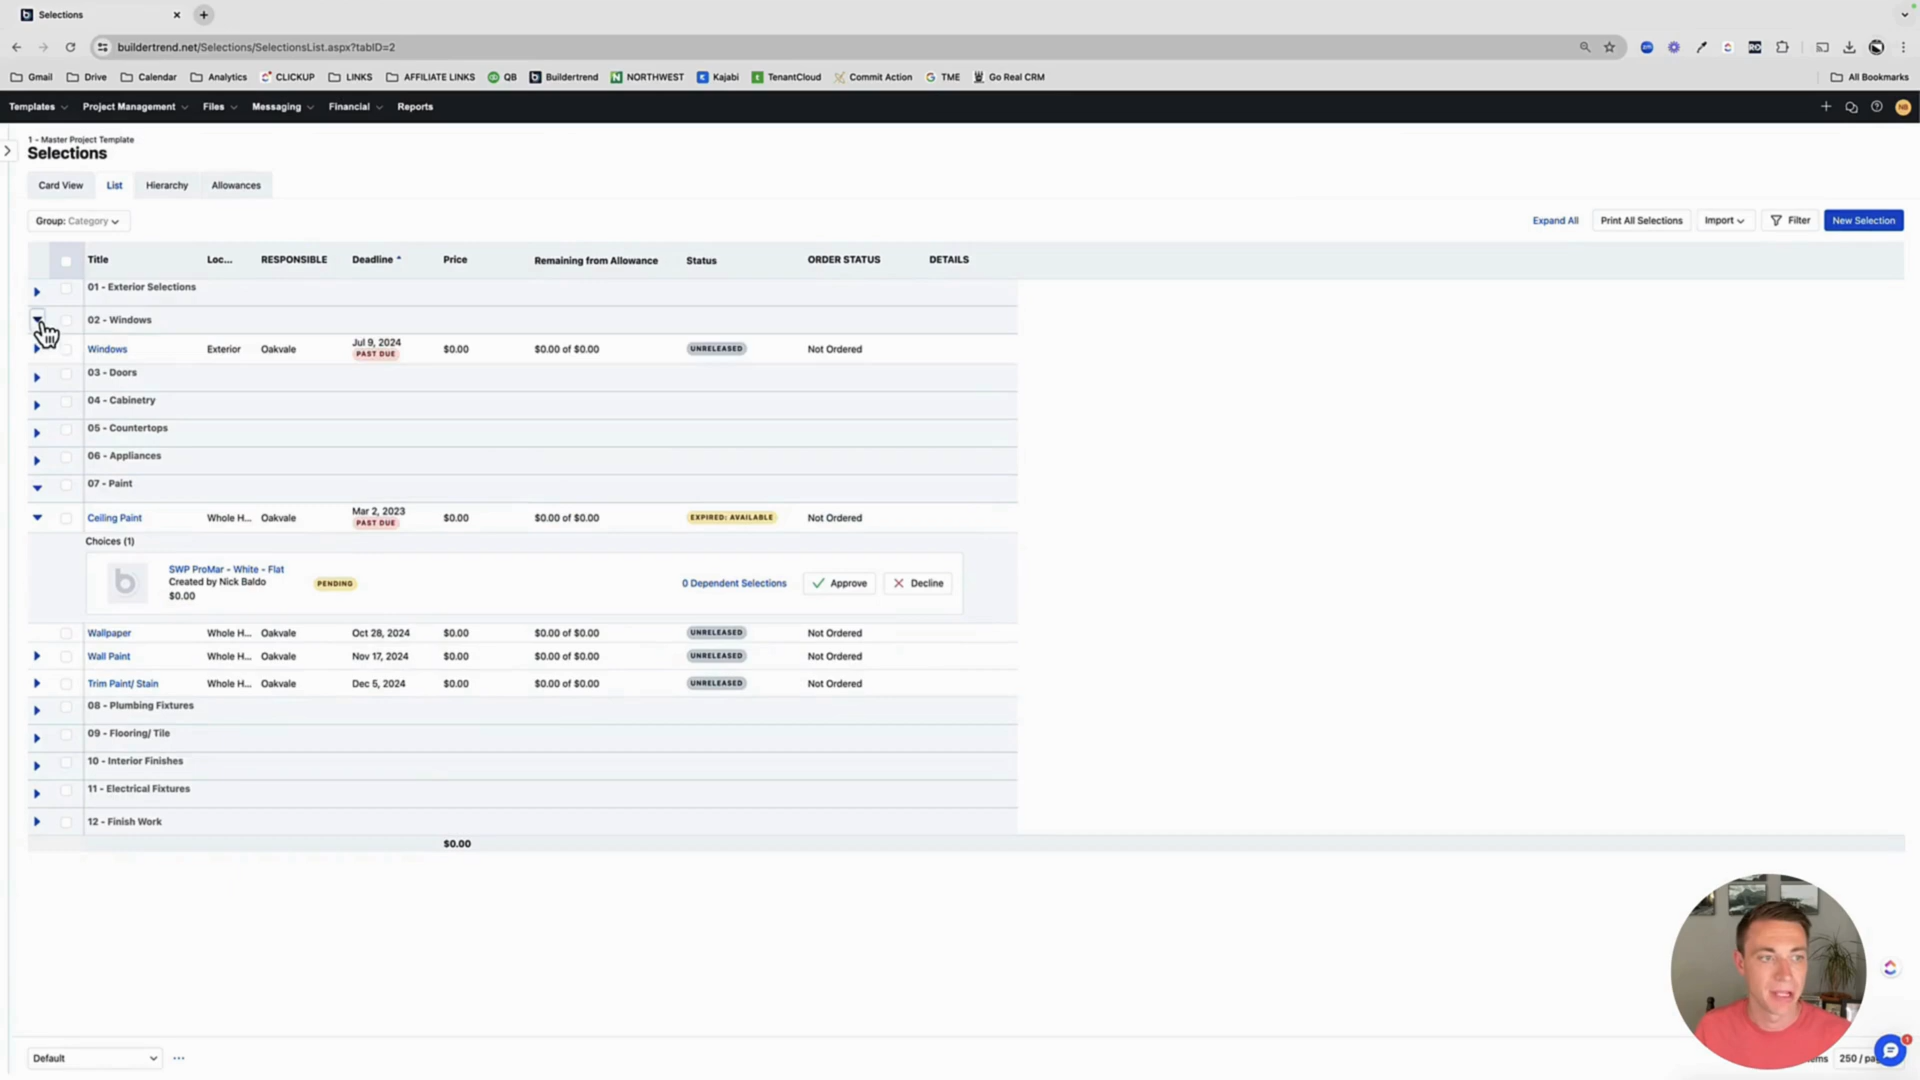 Selections
buildertrend.net/Selections/SelectionsList.aspx?tabID=2
Gmail Drive Calendar Analytics CLICKUP LINKS AFFILIATE LINKS QB Buildertrend NORTHWEST Kajabi TenantCloud Commit Action TME Go Real CRM All Bookmarks
Templates Project Management Files Messaging Financial Reports
1 - Master Project Template
Selections
Card View List Hierarchy Allowances
Group: Category Expand All Print All Selections Import Filter New Selection
Title Loc... RESPONSIBLE Deadline Price Remaining from Allowance Status ORDER STATUS DETAILS
01 - Exterior Selections
02 - Windows
Windows Exterior Oakvale Jul 9, 2024 PAST DUE $0.00 $0.00 of $0.00 UNRELEASED Not Ordered
03 - Doors
04 - Cabinetry
05 - Countertops
06 - Appliances
07 - Paint
Ceiling Paint Whole H... Oakvale Mar 2, 2023 PAST DUE $0.00 $0.00 of $0.00 EXPIRED: AVAILABLE Not Ordered
Choices (1)
SWP ProMar - White - Flat
Created by Nick Baldo
$0.00
PENDING 0 Dependent Selections Approve Decline
Wallpaper Whole H... Oakvale Oct 28, 2024 $0.00 $0.00 of $0.00 UNRELEASED Not Ordered
Wall Paint Whole H... Oakvale Nov 17, 2024 $0.00 $0.00 of $0.00 UNRELEASED Not Ordered
Trim Paint/ Stain Whole H... Oakvale Dec 5, 2024 $0.00 $0.00 of $0.00 UNRELEASED Not Ordered
08 - Plumbing Fixtures
09 - Flooring/ Tile
10 - Interior Finishes
11 - Electrical Fixtures
12 - Finish Work
$0.00
Default 250 /